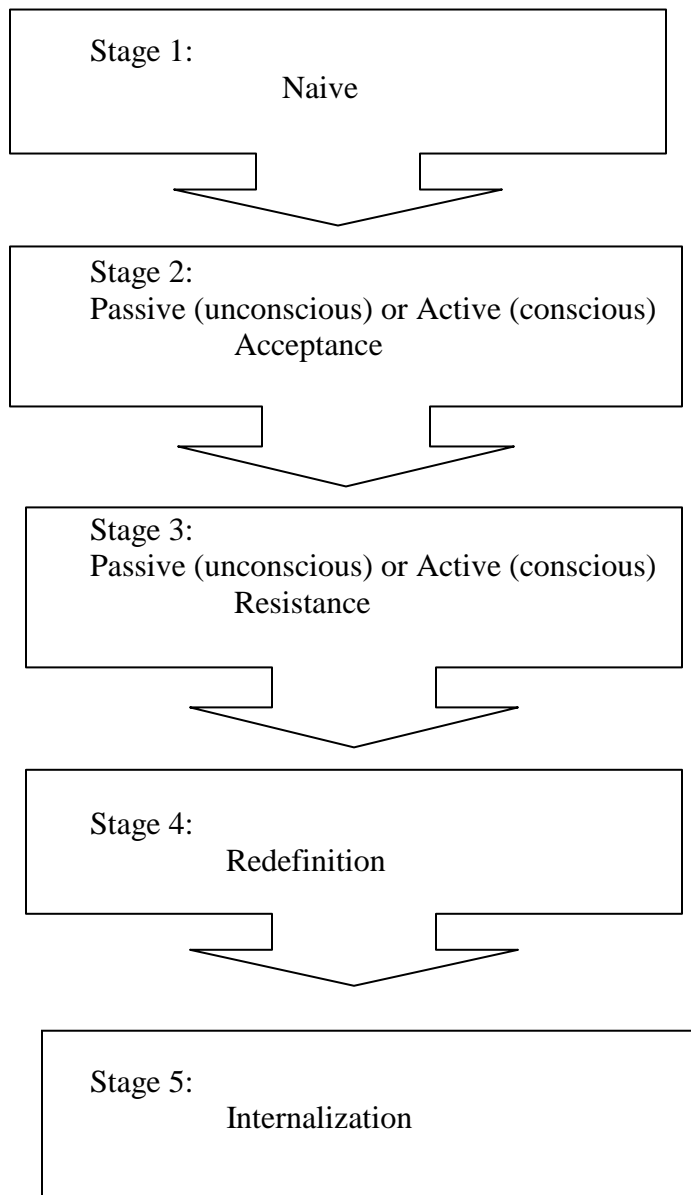 Stage 1:
Naive
Stage 2:
Passive (unconscious) or Active (conscious)
Acceptance
Stage 3:
Passive (unconscious) or Active (conscious)
Resistance
Stage 4:
Redefinition
Stage 5:
Internalization